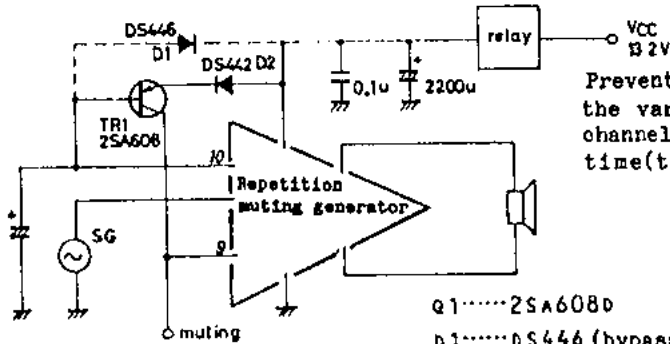 DS446
D1
DS442 D2
TR1
2SA608
relay
VCC
13.2V
0.1u
2200u
Prevent
the var
channel
time(t
10
Repetition
muting generator
SG
9
muting
Q1······2SA608D
D1······DS446 (bypass